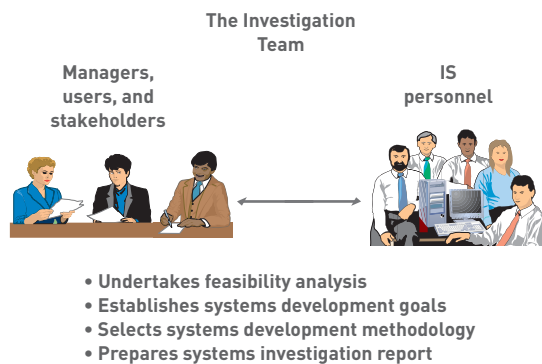 The Investigation
Team
Managers,
users, and
stakeholders
IS
personnel
• Undertakes feasibility analysis
• Establishes systems development goals
• Selects systems development methodology
• Prepares systems investigation report